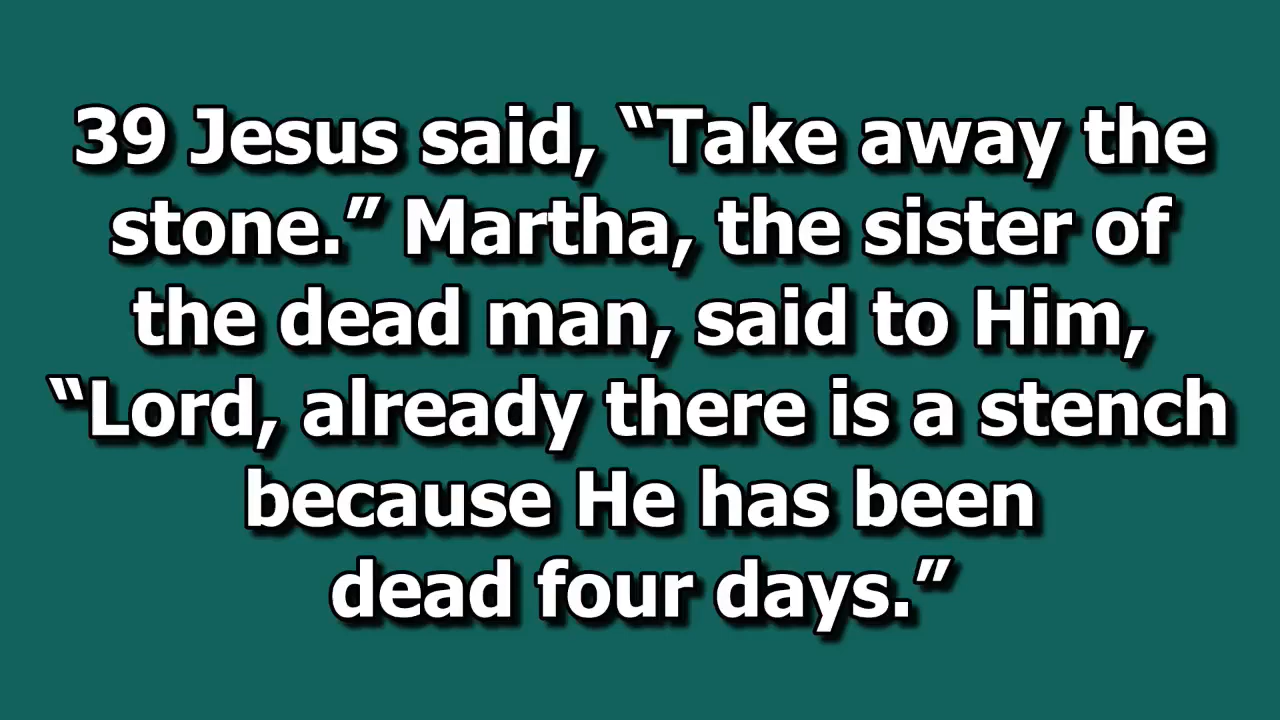 39 Jesus said, “Take away the
stone.” Martha, the sister of
the dead man, said to Him,
“Lord, already there is a stench
because He has been
dead four days.”